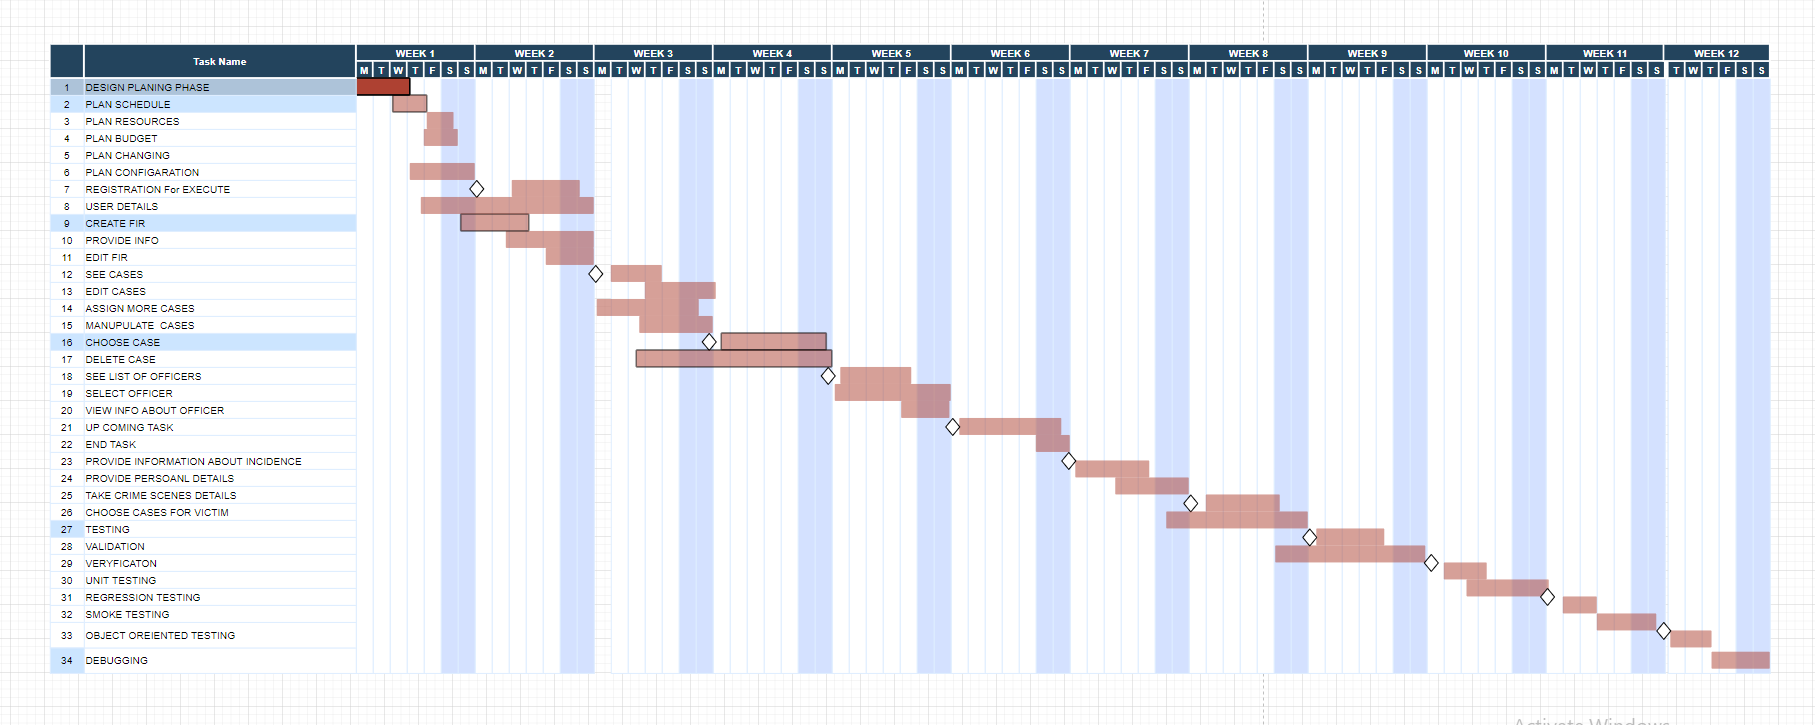 Task Name WEEK 1 WEEK 2 WEEK 3 WEEK 4 WEEK 5 WEEK 6 WEEK 7 WEEK 8 WEEK 9 WEEK 10 WEEK 11 WEEK 12
M T W T F S S M T W T F S S M T W T F S S M T W T F S S M T W T F S S M T W T F S S M T W T F S S M T W T F S S M T W T F S S M T W T F S S M T W T F S S T W T F S S
1 DESIGN PLANING PHASE
2 PLAN SCHEDULE
3 PLAN RESOURCES
4 PLAN BUDGET
5 PLAN CHANGING
6 PLAN CONFIGARATION
7 REGISTRATION For EXECUTE
8 USER DETAILS
9 CREATE FIR
10 PROVIDE INFO
11 EDIT FIR
12 SEE CASES
13 EDIT CASES
14 ASSIGN MORE CASES
15 MANUPULATE CASES
16 CHOOSE CASE
17 DELETE CASE
18 SEE LIST OF OFFICERS
19 SELECT OFFICER
20 VIEW INFO ABOUT OFFICER
21 UP COMING TASK
22 END TASK
23 PROVIDE INFORMATION ABOUT INCIDENCE
24 PROVIDE PERSOANL DETAILS
25 TAKE CRIME SCENES DETAILS
26 CHOOSE CASES FOR VICTIM
27 TESTING
28 VALIDATION
29 VERYFICATON
30 UNIT TESTING
31 REGRESSION TESTING
32 SMOKE TESTING
33 OBJECT OREIENTED TESTING
34 DEBUGGING
Activate Windows